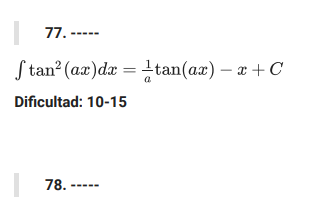 77. -----
∫ tan²(ax)dx = 1/a tan(ax) − x + C
Dificultad: 10-15
78. -----